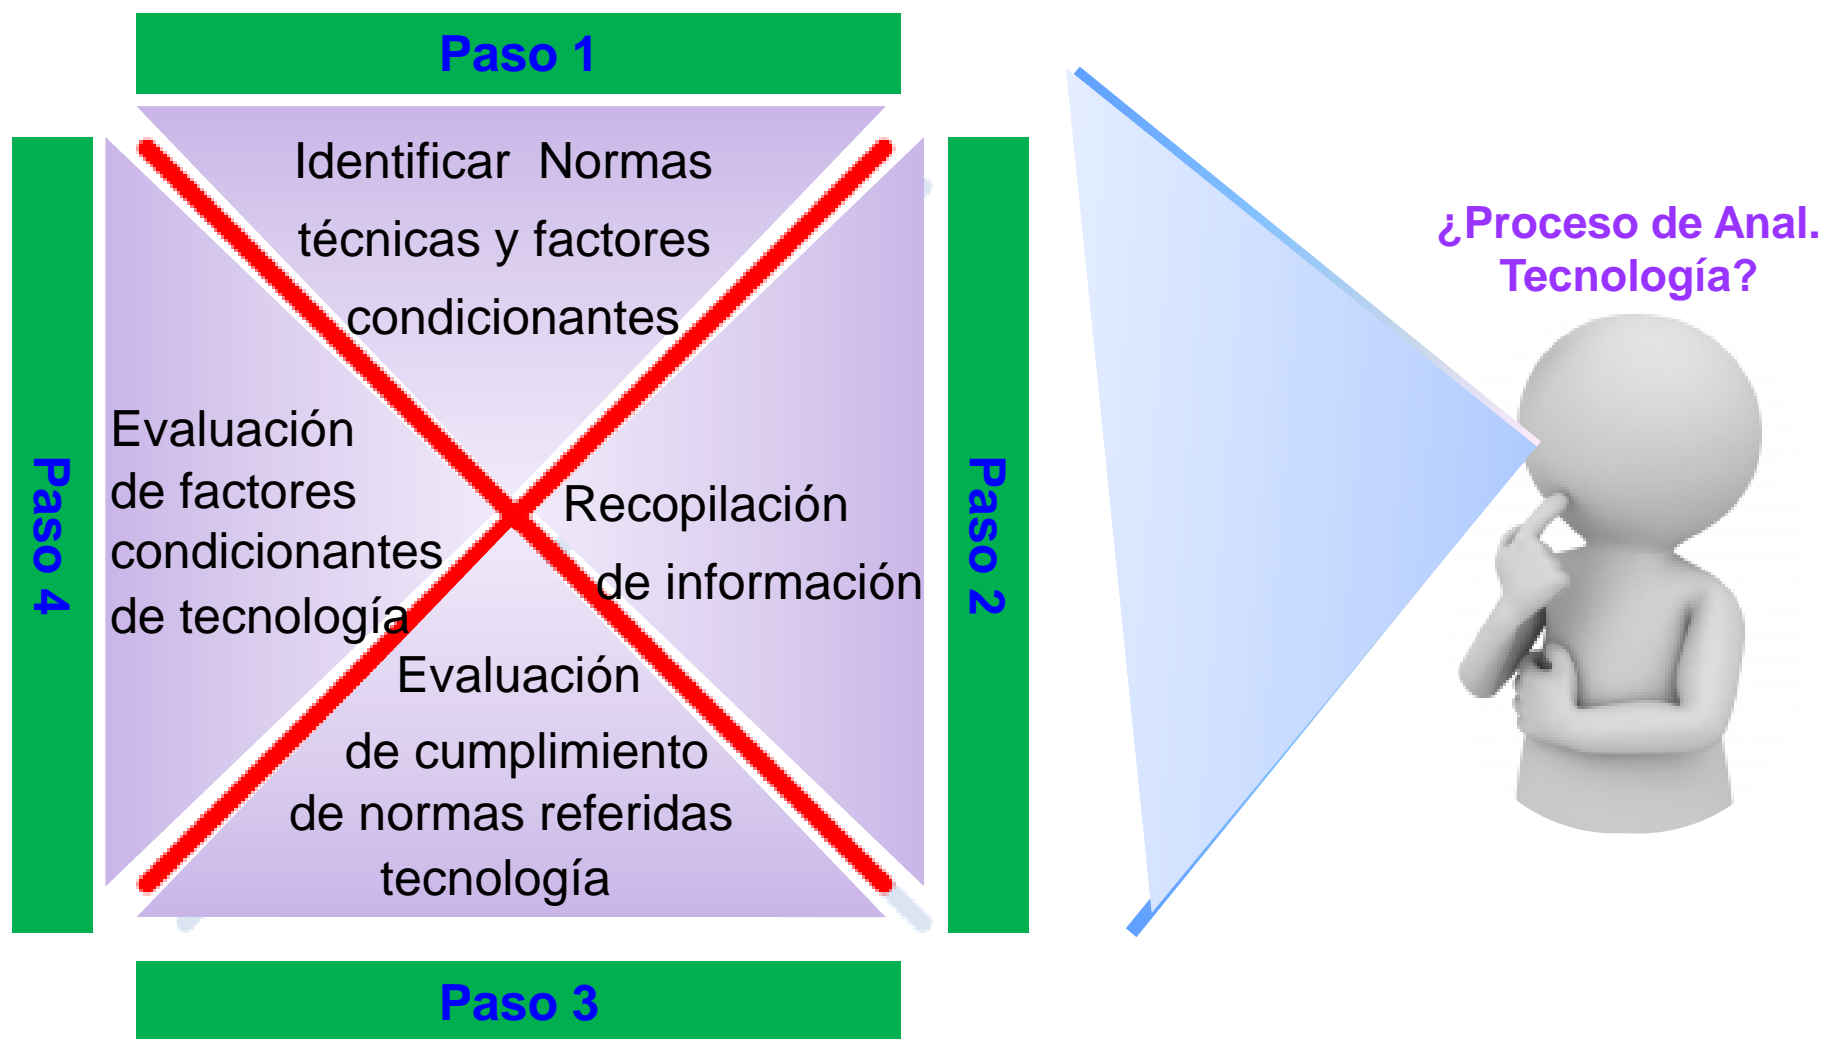 Paso 1
Identificar Normas
técnicas y factores
condicionantes
Paso 2
Recopilación
de información
Paso 3
Evaluación
de cumplimiento
de normas referidas
tecnología
Paso 4
Evaluación
de factores
condicionantes
de tecnología
¿Proceso de Anal.
Tecnología?